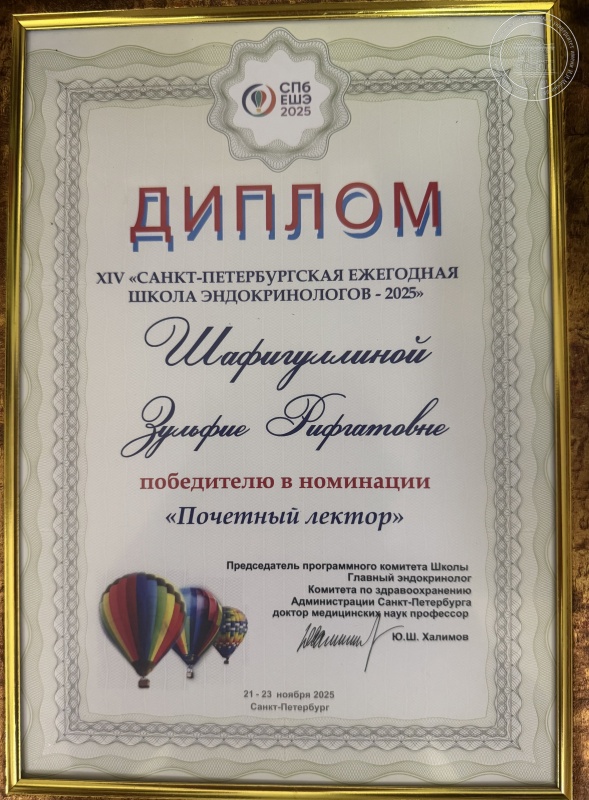 СПб
ЕШЭ
2025
ДИПЛОМ
XIV «САНКТ-ПЕТЕРБУРГСКАЯ ЕЖЕГОДНАЯ
ШКОЛА ЭНДОКРИНОЛОГОВ - 2025»
Шафигуллиной
Зульфие Рифгатовне
победителю в номинации
«Почетный лектор»
Председатель программного комитета Школы
Главный эндокринолог
Комитета по здравоохранению
Администрации Санкт-Петербурга
доктор медицинских наук профессор
Ю.Ш. Халимов
21 - 23 ноября 2025
Санкт-Петербург